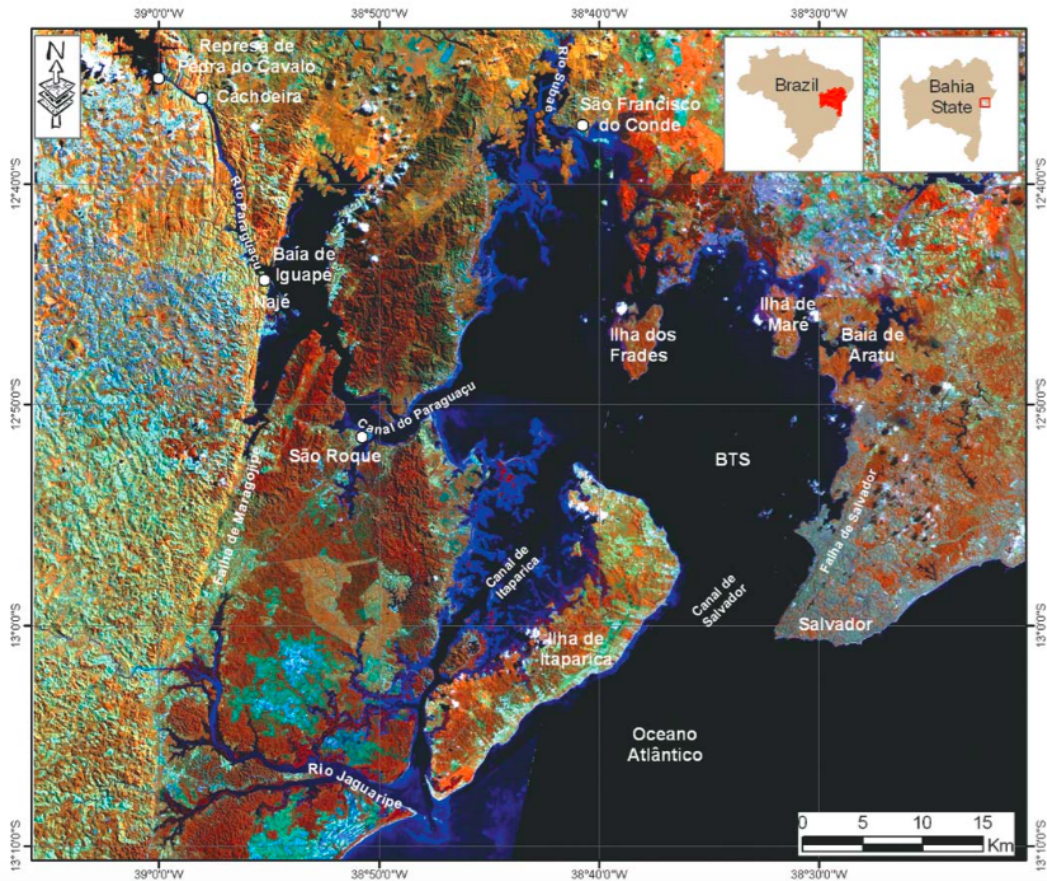 39°0'0"W
38°50'0"W
38°40'0"W
38°30'0"W
N
Represa de
Pedra do Cavalo
Cachoeira
Rio Subaé
São Francisco
do Conde
Brazil
Bahia
State
12°40'0"S
12°40'0"S
Rio Paraguaçu
Baía de
Iguape
Najé
Ilha dos
Frades
Ilha de
Maré
Baía de
Aratu
12°50'0"S
12°50'0"S
Canal do Paraguaçu
São Roque
BTS
Falha de Maragojipe
Falha de Salvador
Canal de
Itaparica
Canal de
Salvador
13°0'0"S
13°0'0"S
Salvador
Ilha de
Itaparica
Oceano
Atlântico
Rio Jaguaripe
0 5 10 15
Km
13°10'0"S
13°10'0"S
39°0'0"W
38°50'0"W
38°40'0"W
38°30'0"W